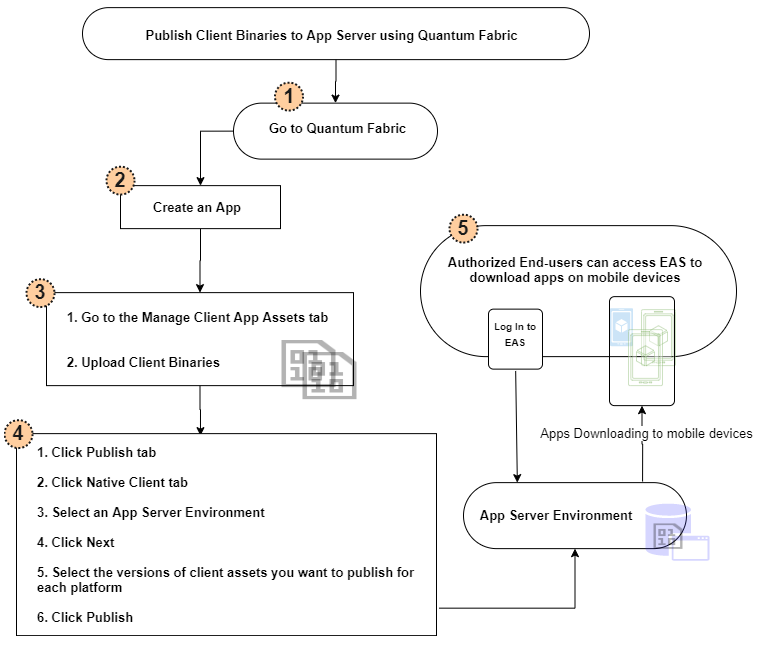 Publish Client Binaries to App Server using Quantum Fabric
1
Go to Quantum Fabric
2
Create an App
3
1. Go to the Manage Client App Assets tab
2. Upload Client Binaries
4
1. Click Publish tab
2. Click Native Client tab
3. Select an App Server Environment
4. Click Next
5. Select the versions of client assets you want to publish for
each platform
6. Click Publish
5
Authorized End-users can access EAS to
download apps on mobile devices
Log In to
EAS
Apps Downloading to mobile devices
App Server Environment